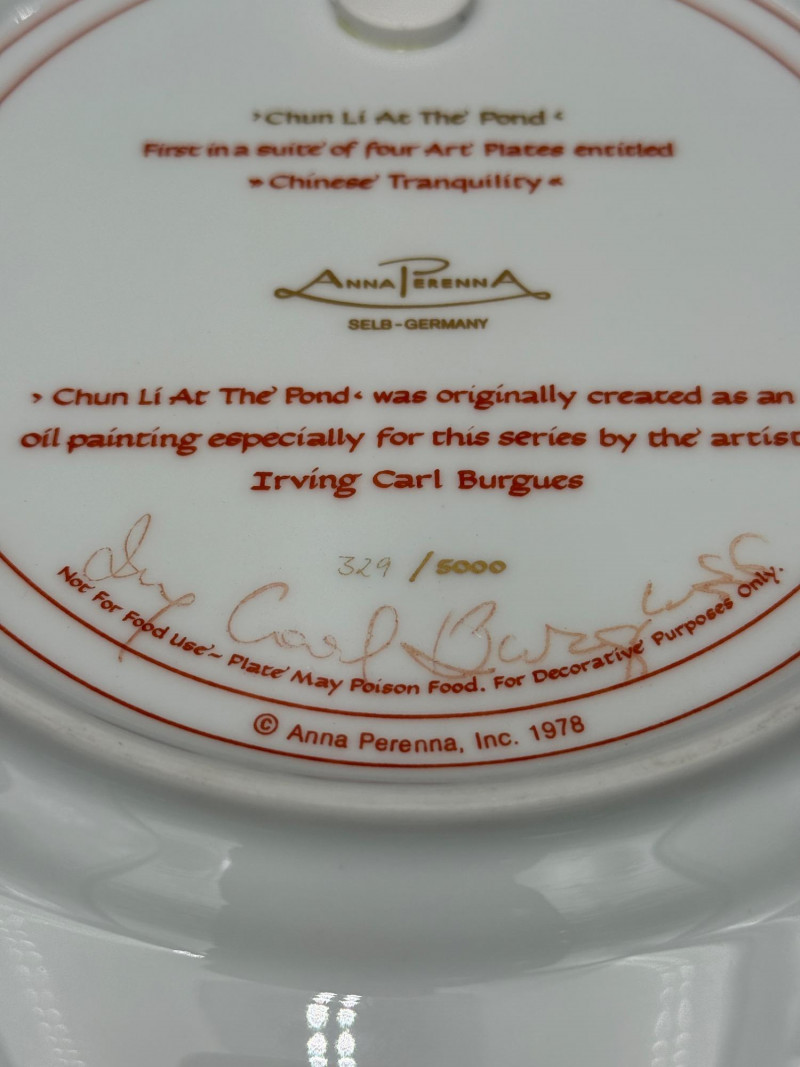 ›Chun Li At The Pond‹
First in a suite of four Art Plates entitled
»Chinese Tranquility«
ANNA PERENNA
SELB-GERMANY
›Chun Li At The Pond‹ was originally created as an
oil painting especially for this series by the artist
Irving Carl Burgues
329 /5000
Irving Carl Burgues
Not For Food Use ~ Plate May Poison Food. For Decorative Purposes Only.
© Anna Perenna, Inc. 1978